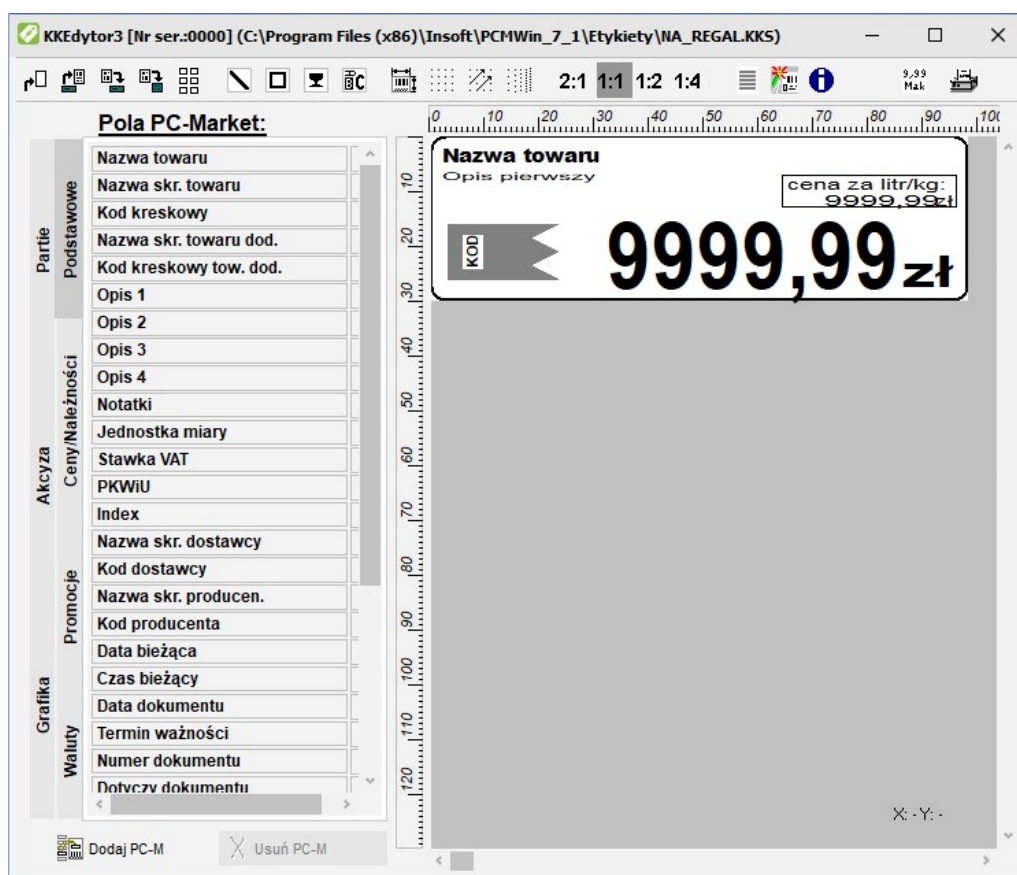 KKEdytor3 [Nr ser.:0000] (C:\Program Files (x86)\Insoft\PCMWin_7_1\Etykiety\NA_REGAL.KKS)
2:1 1:1 1:2 1:4
9,99
Mak
Pola PC-Market:
Partie
Akcyza
Grafika
Podstawowe
Ceny/Należności
Promocje
Waluty
Nazwa towaru
Nazwa skr. towaru
Kod kreskowy
Nazwa skr. towaru dod.
Kod kreskowy tow. dod.
Opis 1
Opis 2
Opis 3
Opis 4
Notatki
Jednostka miary
Stawka VAT
PKWiU
Index
Nazwa skr. dostawcy
Kod dostawcy
Nazwa skr. producen.
Kod producenta
Data bieżąca
Czas bieżący
Data dokumentu
Termin ważności
Numer dokumentu
Dotyczy dokumentu
Dodaj PC-M
Usuń PC-M
0 10 20 30 40 50 60 70 80 90 100
10
20
30
40
50
60
70
80
90
100
110
120
Nazwa towaru
Opis pierwszy
cena za litr/kg:
9999,99zł
KOD
9999,99zł
X: - Y: -